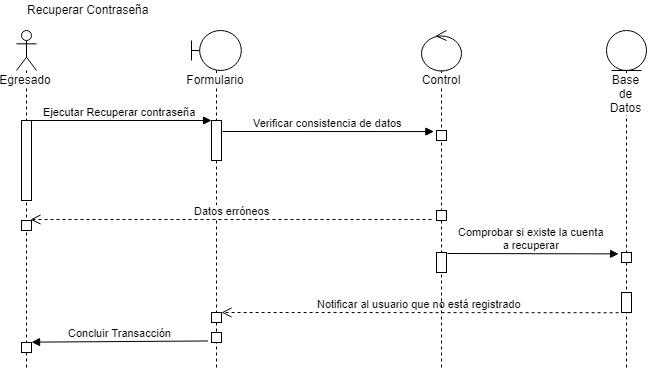 Recuperar Contraseña
Egresado
Formulario
Control
Base
de
Datos
Ejecutar Recuperar contraseña
Verificar consistencia de datos
Datos erróneos
Comprobar si existe la cuenta
a recuperar
Notificar al usuario que no está registrado
Concluir Transacción